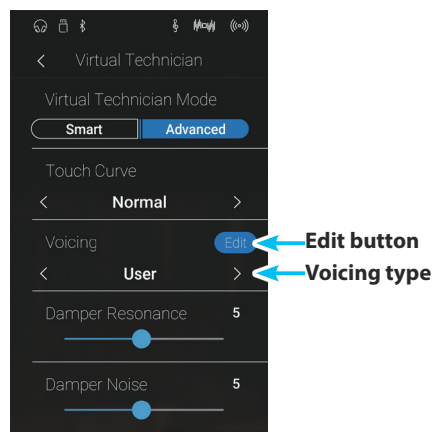 Virtual Technician
Virtual Technician Mode
Smart Advanced
Touch Curve
Normal
Voicing Edit Edit button
User Voicing type
Damper Resonance 5
Damper Noise 5